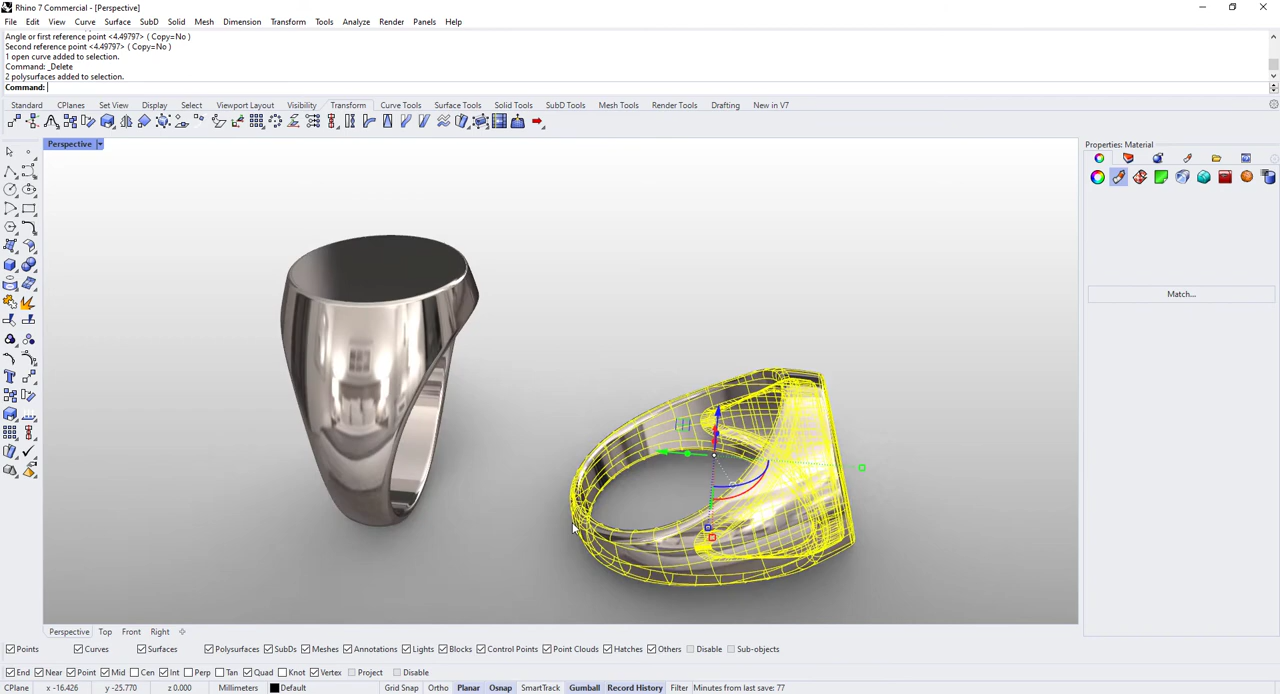 Rhino 7 Commercial - [Perspective]
File Edit View Curve Surface SubD Solid Mesh Dimension Transform Tools Analyze Render Panels Help
Angle or first reference point <4.49797> ( Copy=No )
Second reference point <4.49797> ( Copy=No )
1 open curve added to selection.
Command: _Delete
2 polysurfaces added to selection.
Command:
Standard CPlanes Set View Display Select Viewport Layout Visibility Transform Curve Tools Surface Tools Solid Tools SubD Tools Mesh Tools Render Tools Drafting New in V7
Perspective
Properties: Material
Match...
Perspective Top Front Right
Points Curves Surfaces Polysurfaces SubDs Meshes Annotations Lights Blocks Control Points Point Clouds Hatches Others Disable Sub-objects
End Near Point Mid Cen Int Perp Tan Quad Knot Vertex Project Disable
CPlane x -16.426 y -25.770 z 0.000 Millimeters Default Grid Snap Ortho Planar Osnap SmartTrack Gumball Record History Filter Minutes from last save: 77